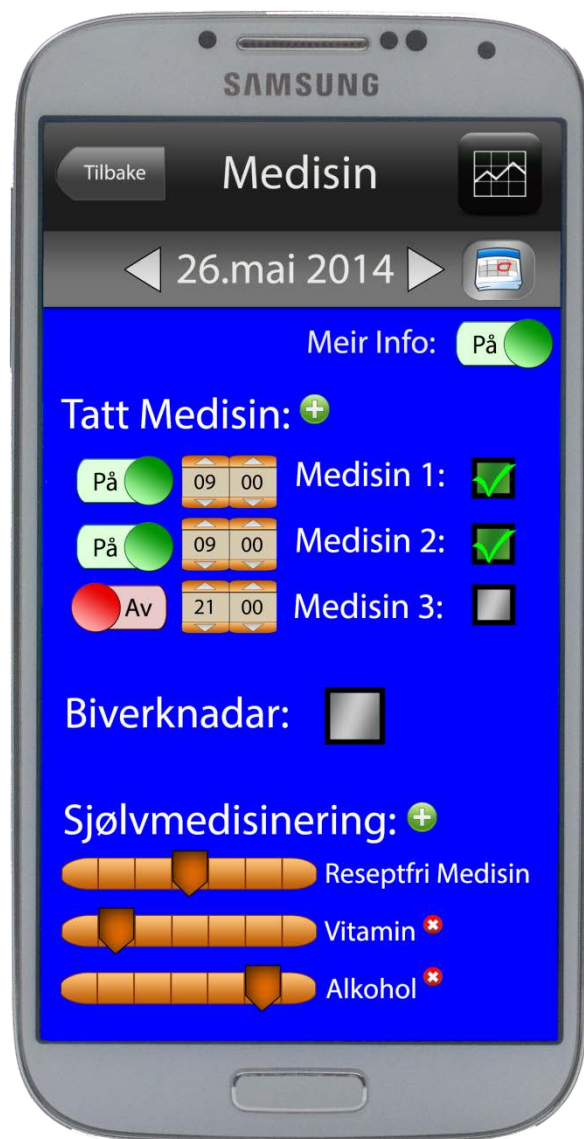 SAMSUNG
Tilbake Medisin
26.mai 2014
Meir Info: På
Tatt Medisin:
På 09 00 Medisin 1:
På 09 00 Medisin 2:
Av 21 00 Medisin 3:
Biverknadar:
Sjølvmedisinering:
Reseptfri Medisin
Vitamin
Alkohol